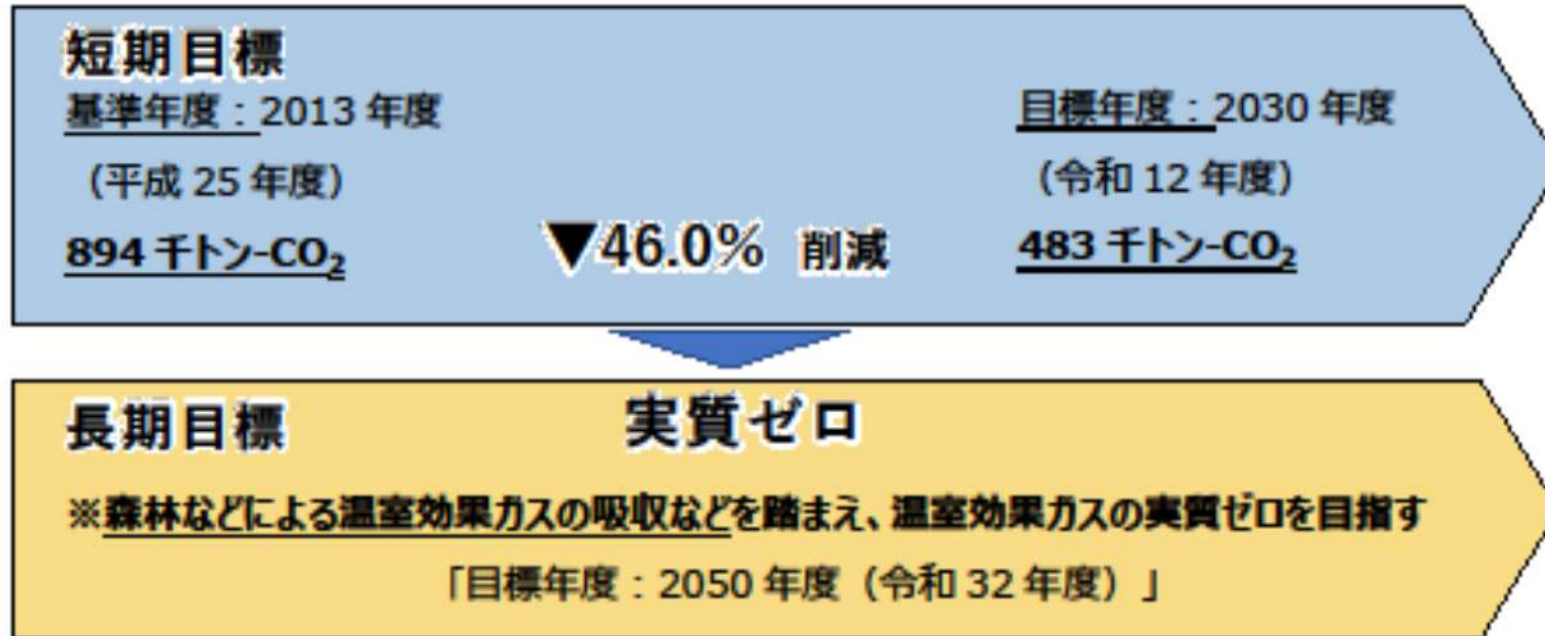 短期目標
基準年度：2013 年度　目標年度：2030 年度
（平成 25 年度）　（令和 12 年度）
894 千トン-CO₂　▼46.0% 削減　483 千トン-CO₂
長期目標　実質ゼロ
※森林などによる温室効果ガスの吸収などを踏まえ、温室効果ガスの実質ゼロを目指す
「目標年度：2050 年度（令和 32 年度）」